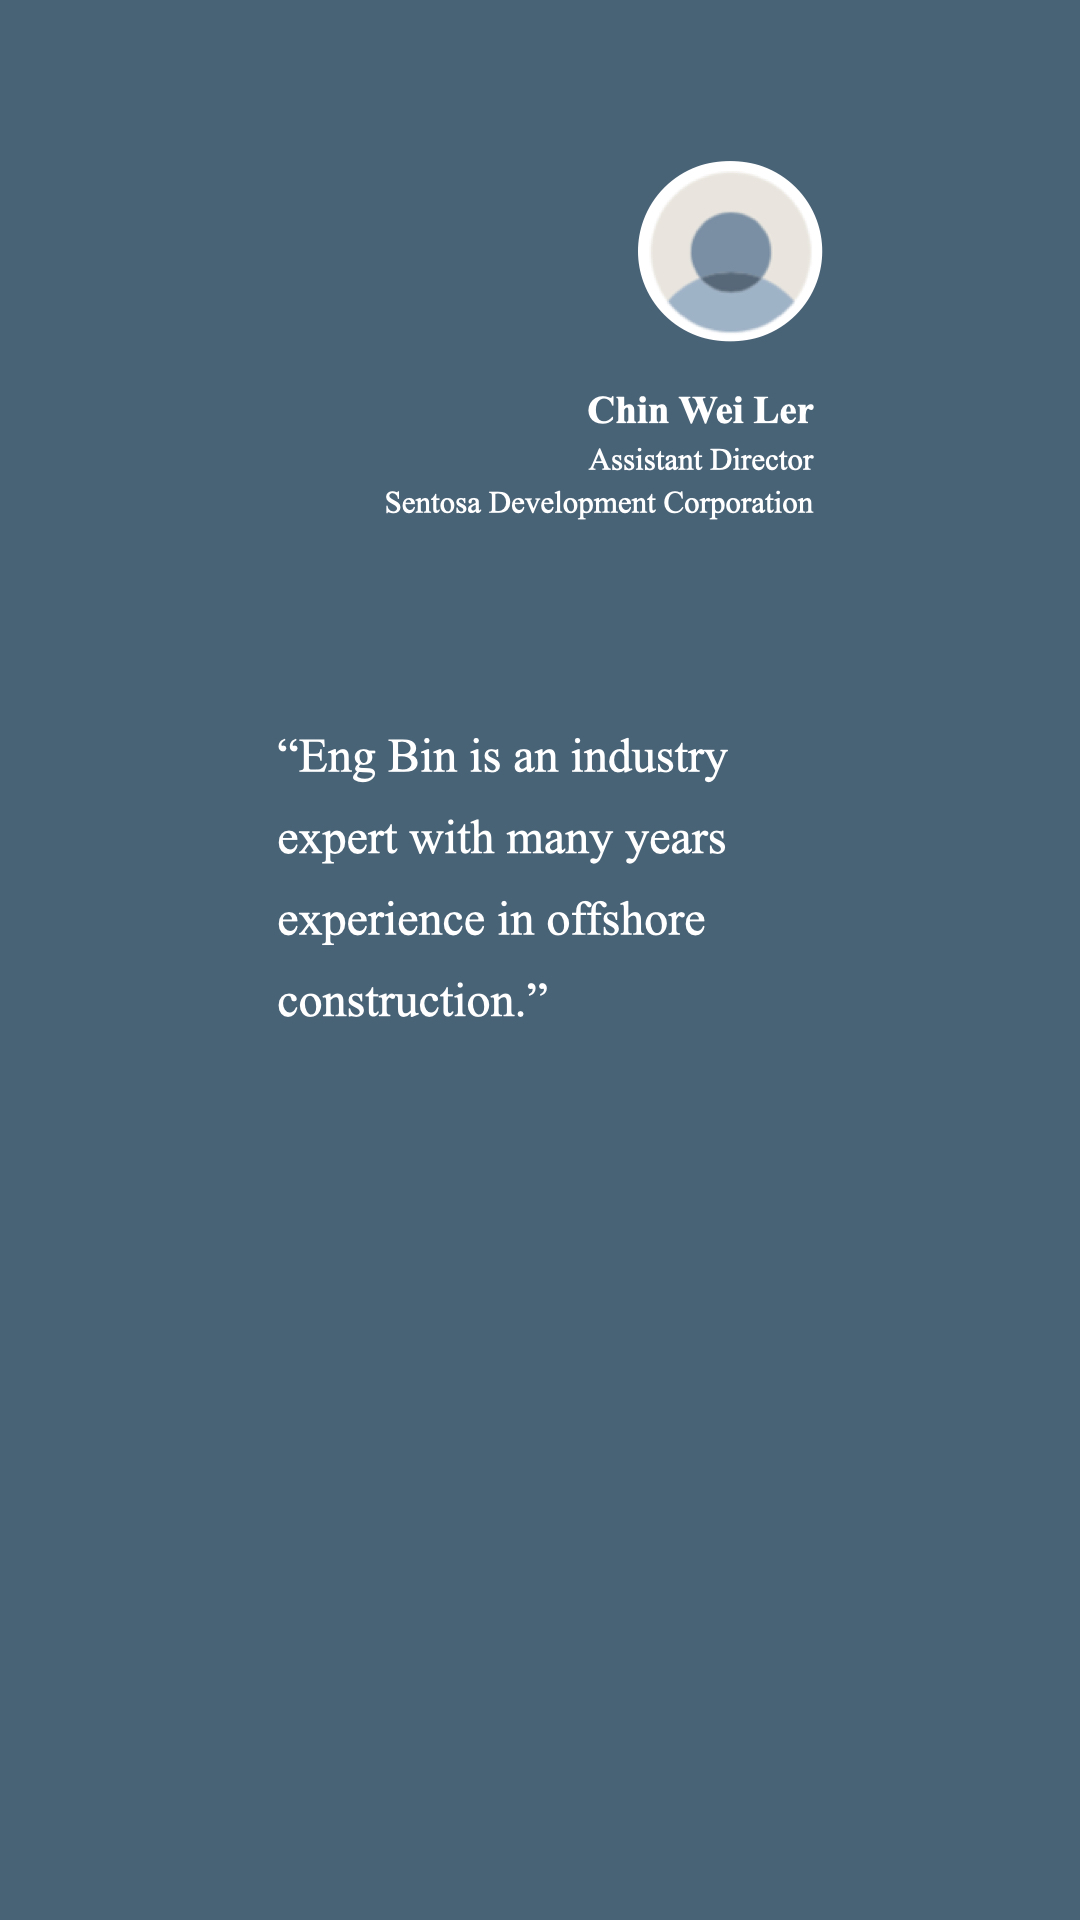 Chin Wei Ler
Assistant Director
Sentosa Development Corporation
“Eng Bin is an industry
expert with many years
experience in offshore
construction.”